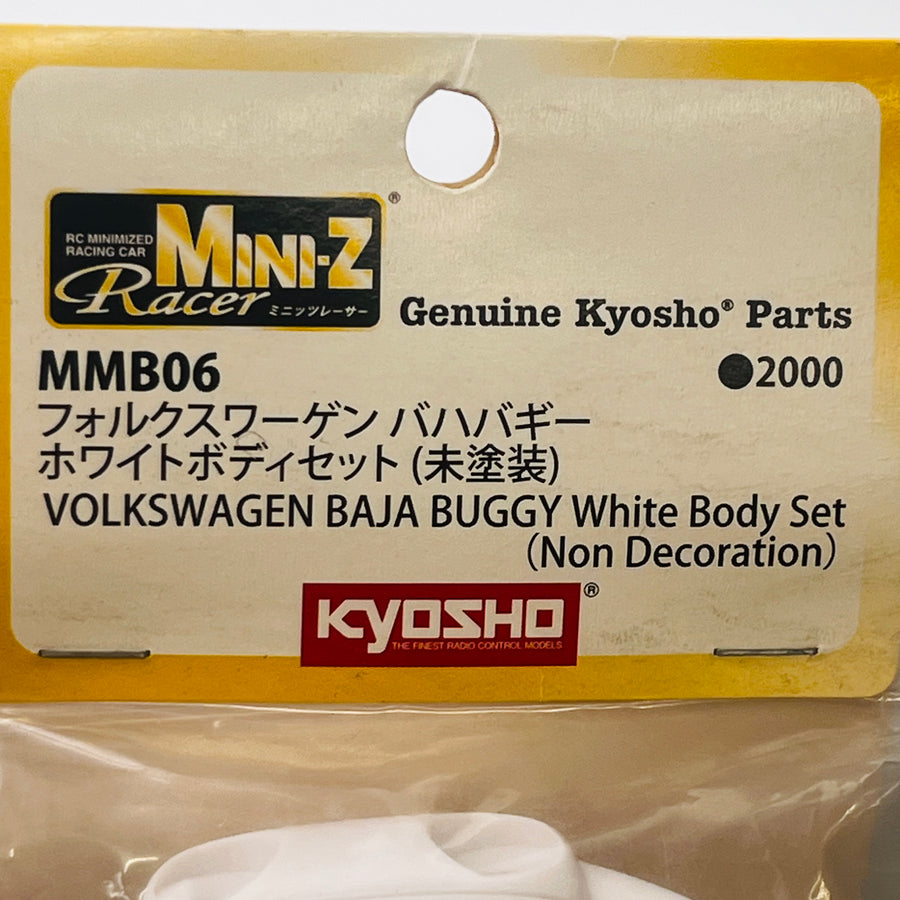 RC MINIMIZED
RACING CAR
MINI-Z
®
Racer
ミニッツレーサー
Genuine Kyosho® Parts
MMB06
●2000
フォルクスワーゲン バハバギー
ホワイトボディセット (未塗装)
VOLKSWAGEN BAJA BUGGY White Body Set
(Non Decoration)
KYOSHO
®
THE FINEST RADIO CONTROL MODELS